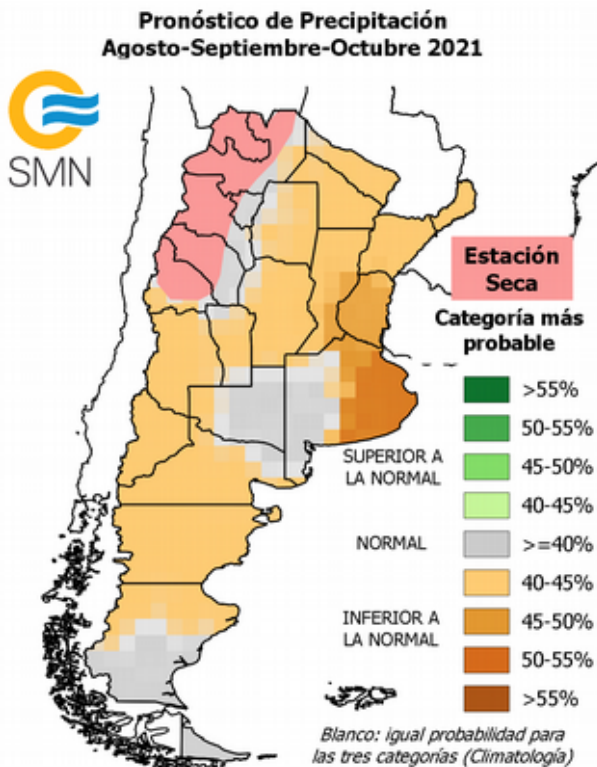 Pronóstico de Precipitación
Agosto-Septiembre-Octubre 2021
SMN
Estación
Seca
Categoría más
probable
>55%
50-55%
SUPERIOR A
LA NORMAL
45-50%
40-45%
NORMAL
>=40%
40-45%
INFERIOR A
LA NORMAL
45-50%
50-55%
>55%
Blanco: igual probabilidad para
las tres categorías (Climatología)